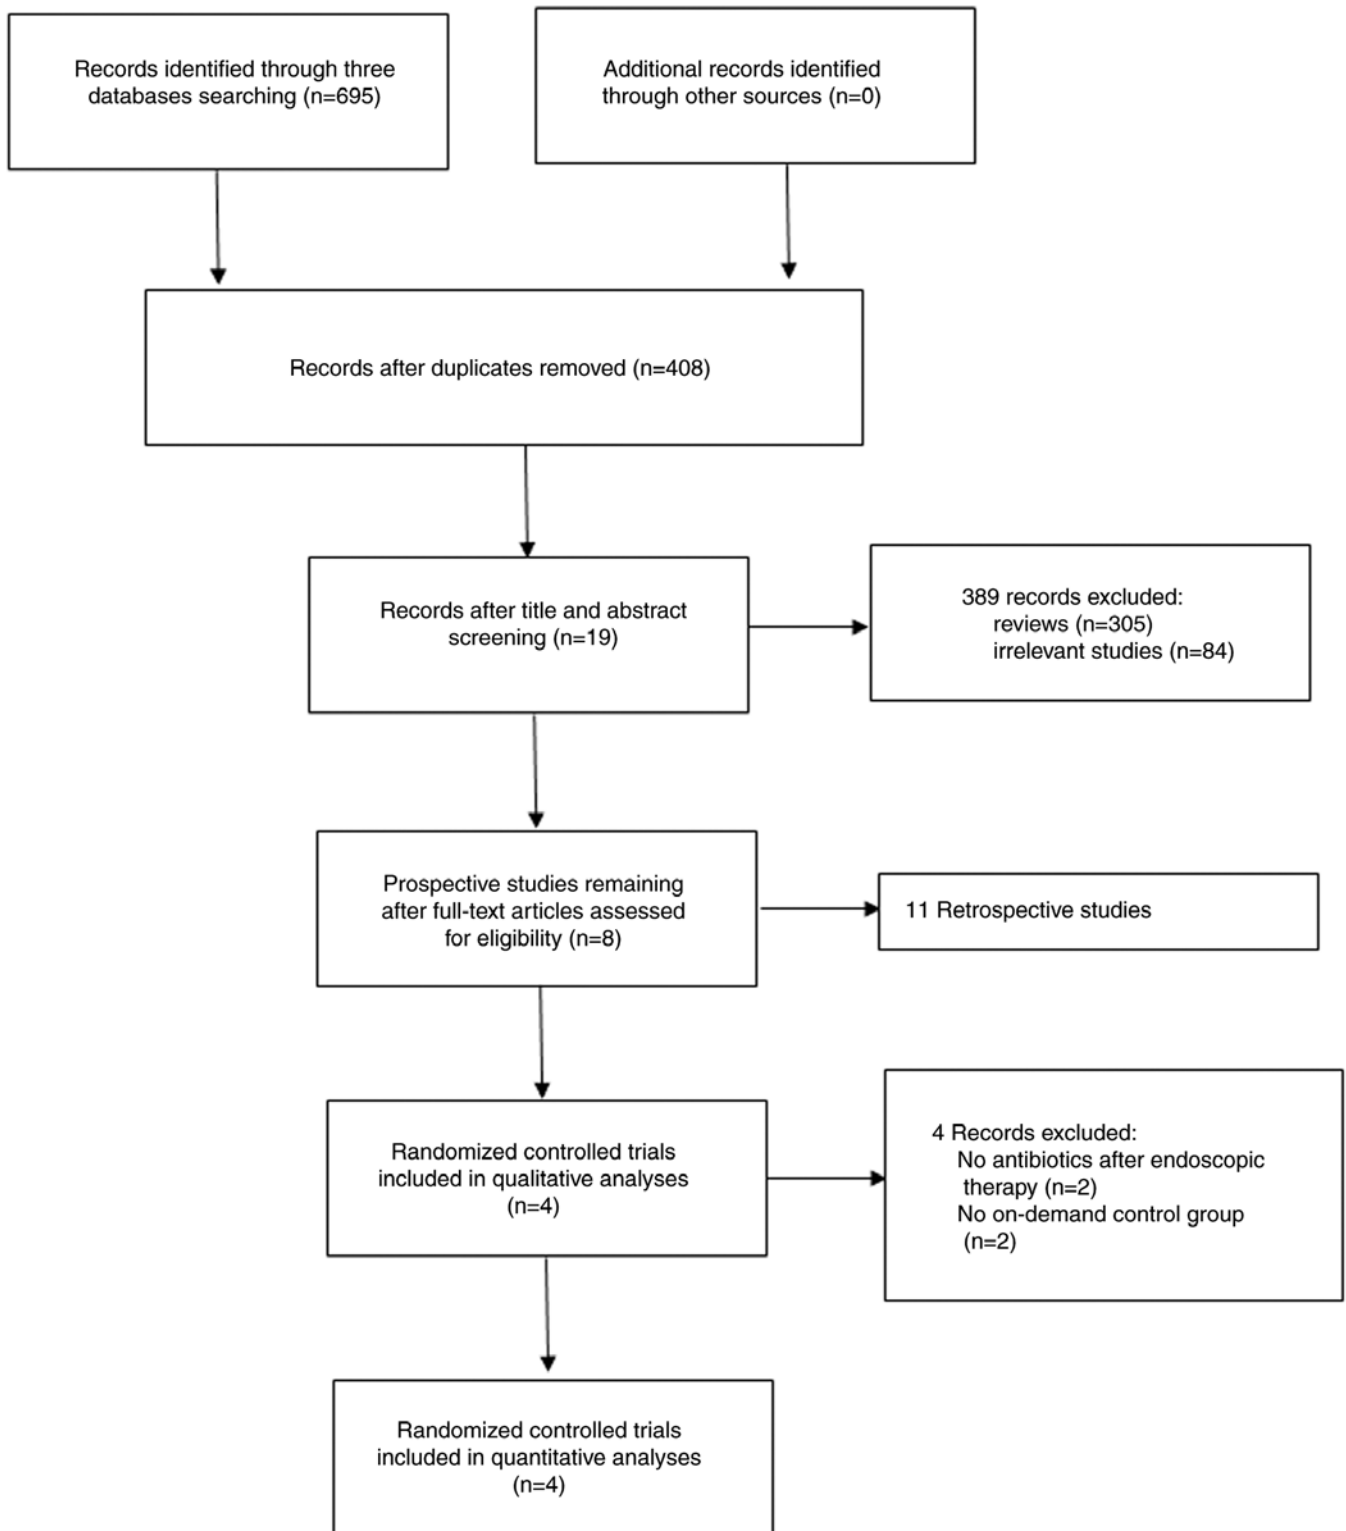 Records identified through three
databases searching (n=695)
Additional records identified
through other sources (n=0)
Records after duplicates removed (n=408)
Records after title and abstract
screening (n=19)
389 records excluded:
reviews (n=305)
irrelevant studies (n=84)
Prospective studies remaining
after full-text articles assessed
for eligibility (n=8)
11 Retrospective studies
Randomized controlled trials
included in qualitative analyses
(n=4)
4 Records excluded:
No antibiotics after endoscopic
therapy (n=2)
No on-demand control group
(n=2)
Randomized controlled trials
included in quantitative analyses
(n=4)